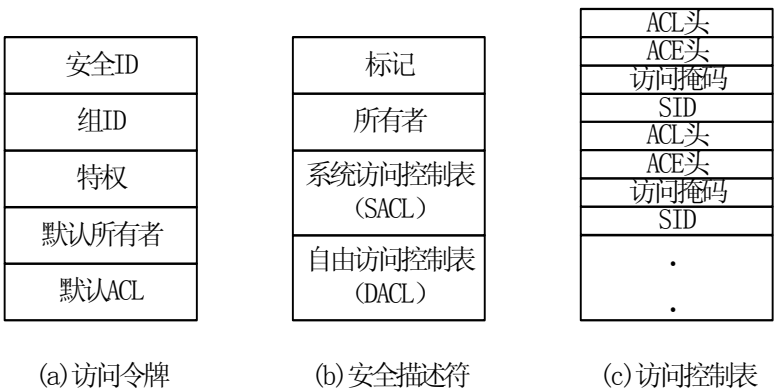 安全ID
组ID
特权
默认所有者
默认ACL
(a)访问令牌
标记
所有者
系统访问控制表
（SACL）
自由访问控制表
（DACL）
(b)安全描述符
ACL头
ACE头
访问掩码
SID
ACL头
ACE头
访问掩码
SID
.
.
(c)访问控制表